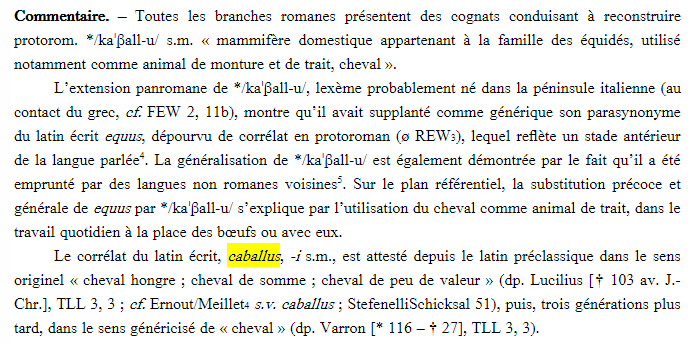 Commentaire. – Toutes les branches romanes présentent des cognats conduisant à reconstruire
protorom. */kaˈβall-u/ s.m. « mammifère domestique appartenant à la famille des équidés, utilisé
notamment comme animal de monture et de trait, cheval ».
L’extension panromane de */kaˈβall-u/, lexème probablement né dans la péninsule italienne (au
contact du grec, cf. FEW 2, 11b), montre qu’il avait supplanté comme générique son parasynonyme
du latin écrit equus, dépourvu de corrélat en protoroman (ø REW₃), lequel reflète un stade antérieur
de la langue parlée⁴. La généralisation de */kaˈβall-u/ est également démontrée par le fait qu’il a été
emprunté par des langues non romanes voisines⁵. Sur le plan référentiel, la substitution précoce et
générale de equus par */kaˈβall-u/ s’explique par l’utilisation du cheval comme animal de trait, dans le
travail quotidien à la place des bœufs ou avec eux.
Le corrélat du latin écrit, caballus, -i s.m., est attesté depuis le latin préclassique dans le sens
originel « cheval hongre ; cheval de somme ; cheval de peu de valeur » (dp. Lucilius [† 103 av. J.-
Chr.], TLL 3, 3 ; cf. Ernout/Meillet₄ s.v. caballus ; StefenelliSchicksal 51), puis, trois générations plus
tard, dans le sens généricisé de « cheval » (dp. Varron [* 116 – † 27], TLL 3, 3).